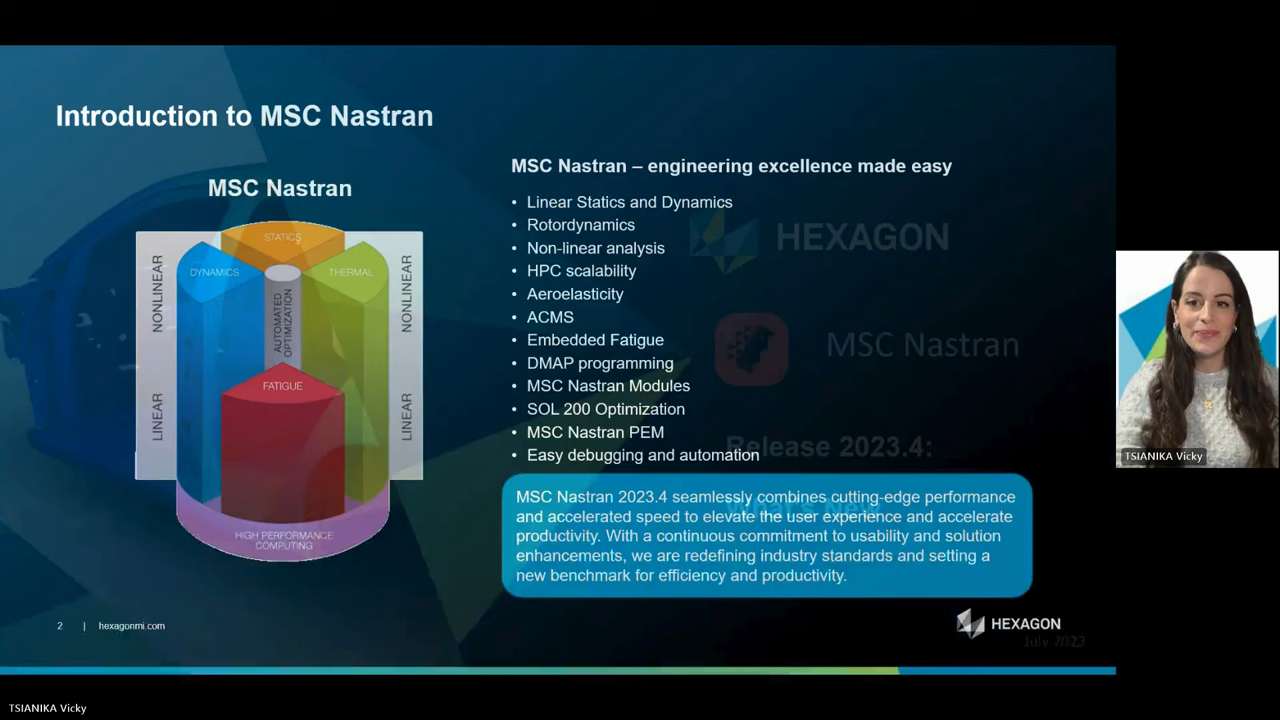 Introduction to MSC Nastran
MSC Nastran
STATICS
DYNAMICS
THERMAL
NONLINEAR
NONLINEAR
AUTOMATED
OPTIMIZATION
FATIGUE
LINEAR
LINEAR
HIGH PERFORMANCE
COMPUTING
MSC Nastran – engineering excellence made easy
• Linear Statics and Dynamics
• Rotordynamics
• Non-linear analysis
• HPC scalability
• Aeroelasticity
• ACMS
• Embedded Fatigue
• DMAP programming
• MSC Nastran Modules
• SOL 200 Optimization
• MSC Nastran PEM
• Easy debugging and automation
MSC Nastran 2023.4 seamlessly combines cutting-edge performance
and accelerated speed to elevate the user experience and accelerate
productivity. With a continuous commitment to usability and solution
enhancements, we are redefining industry standards and setting a
new benchmark for efficiency and productivity.
HEXAGON
MSC Nastran
Release 2023.4:
What's New
2 | hexagonmi.com
HEXAGON
July 2023
TSIANIKA Vicky
TSIANIKA Vicky